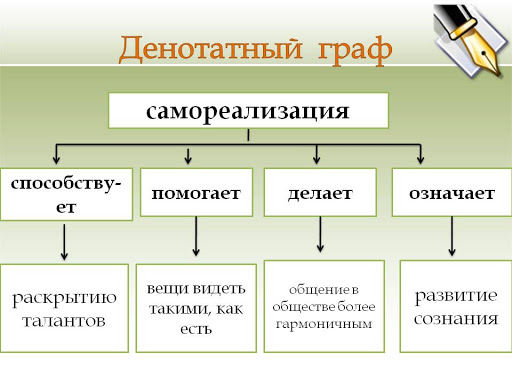 Денотатный граф
самореализация
способству-
ет
помогает
делает
означает
раскрытию
талантов
вещи видеть
такими, как
есть
общение в
обществе более
гармоничным
развитие
сознания